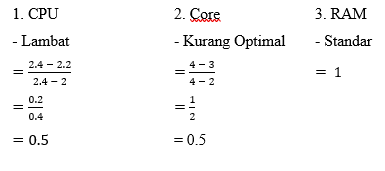 1. CPU
- Lambat
= 2.4 − 2.2 / 2.4 − 2
= 0.2 / 0.4
= 0.5
2. Core
- Kurang Optimal
= 4 − 3 / 4 − 2
= 1 / 2
= 0.5
3. RAM
- Standar
= 1